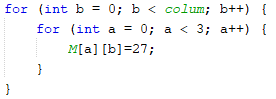 for (int b = 0; b < colum; b++) {
    for (int a = 0; a < 3; a++) {
        M[a][b]=27;
    }
}